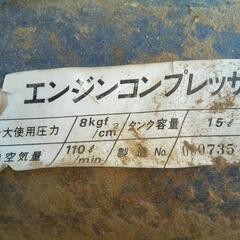 エンジンコンプレッサ
大使用圧力 8kgf/cm² タンク容量 15ℓ
空気量 110ℓ/min 製造No. 0735